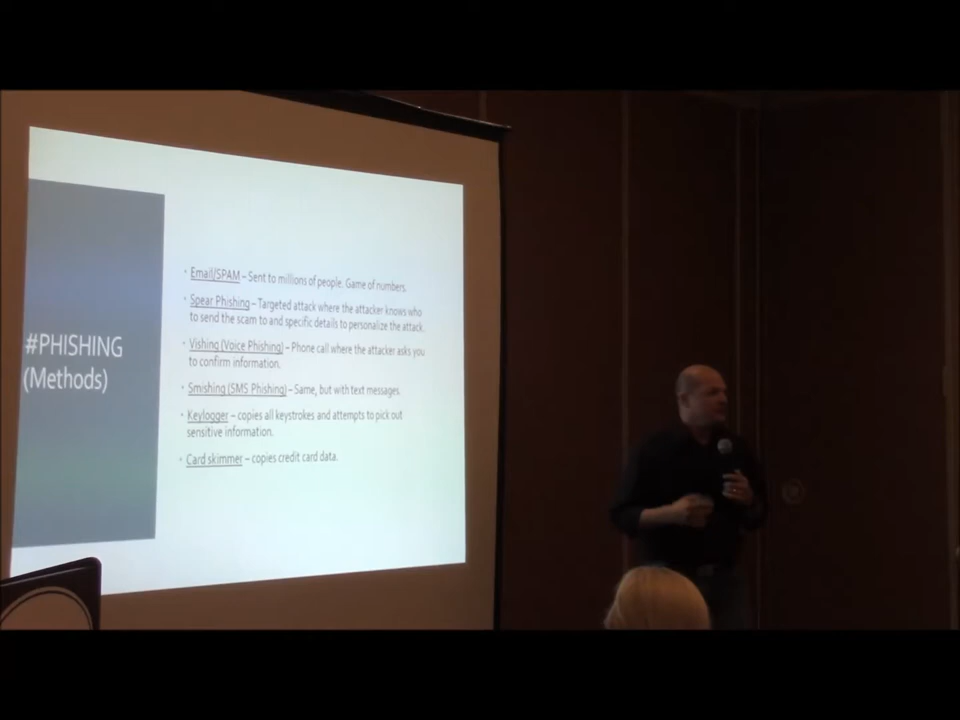 #PHISHING
(Methods)
• Email/SPAM – Sent to millions of people. Game of numbers.
• Spear Phishing – Targeted attack where the attacker knows who
to send the scam to and specific details to personalize the attack.
• Vishing (Voice Phishing) – Phone call where the attacker asks you
to confirm information.
• Smishing (SMS Phishing) – Same, but with text messages.
• Keylogger – copies all keystrokes and attempts to pick out
sensitive information.
• Card skimmer – copies credit card data.